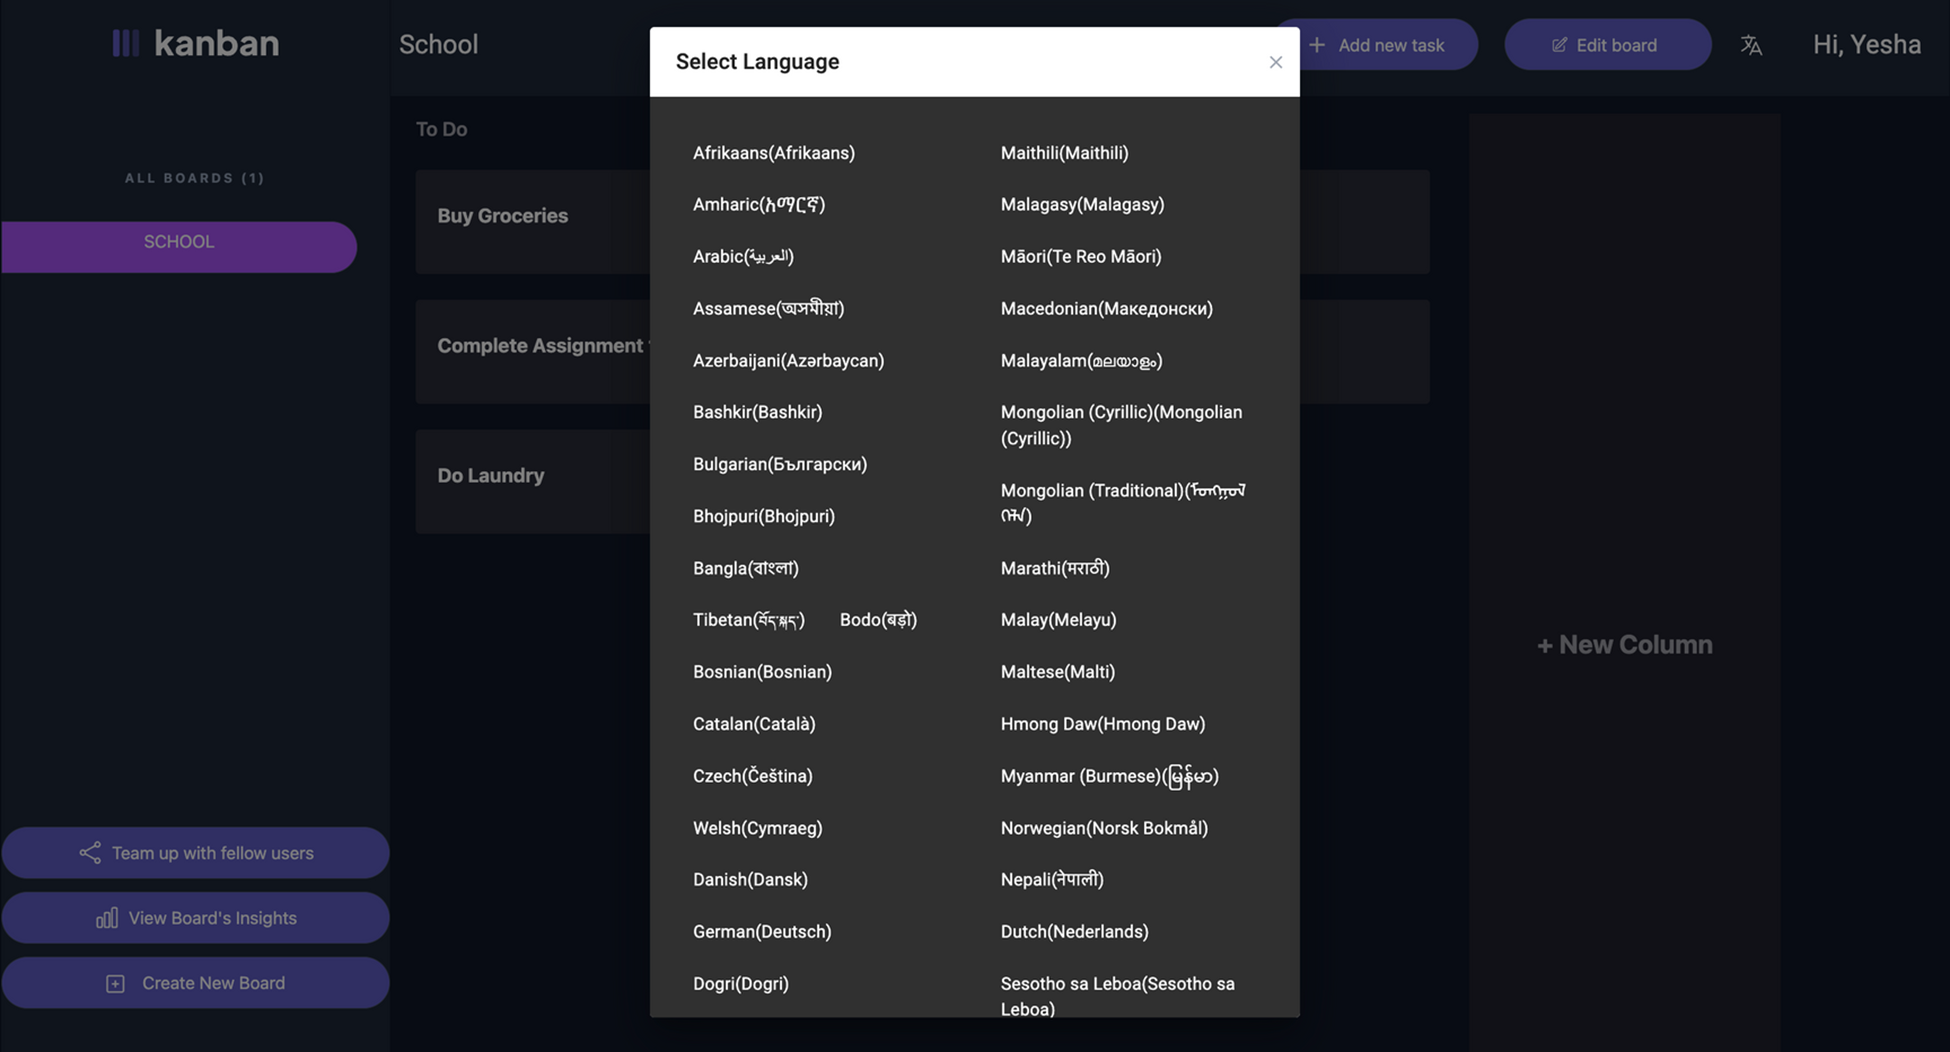 kanban
School
Add new task
Edit board
Hi, Yesha
ALL BOARDS (1)
SCHOOL
Team up with fellow users
View Board's Insights
Create New Board
To Do
Buy Groceries
Complete Assignment
Do Laundry
+ New Column
Select Language
Afrikaans(Afrikaans)
Amharic(አማርኛ)
Arabic(العربية)
Assamese(অসমীয়া)
Azerbaijani(Azərbaycan)
Bashkir(Bashkir)
Bulgarian(Български)
Bhojpuri(Bhojpuri)
Bangla(বাংলা)
Tibetan(བོད་སྐད་) Bodo(बड़ो)
Bosnian(Bosnian)
Catalan(Català)
Czech(Čeština)
Welsh(Cymraeg)
Danish(Dansk)
German(Deutsch)
Dogri(Dogri)
Maithili(Maithili)
Malagasy(Malagasy)
Māori(Te Reo Māori)
Macedonian(Македонски)
Malayalam(മലയാളം)
Mongolian (Cyrillic)(Mongolian
(Cyrillic))
Mongolian (Traditional)(ᠮᠣᠩᠭᠣᠯ
ᠬᠡᠯᠡ)
Marathi(मराठी)
Malay(Melayu)
Maltese(Malti)
Hmong Daw(Hmong Daw)
Myanmar (Burmese)(မြန်မာ)
Norwegian(Norsk Bokmål)
Nepali(नेपाली)
Dutch(Nederlands)
Sesotho sa Leboa(Sesotho sa
Leboa)